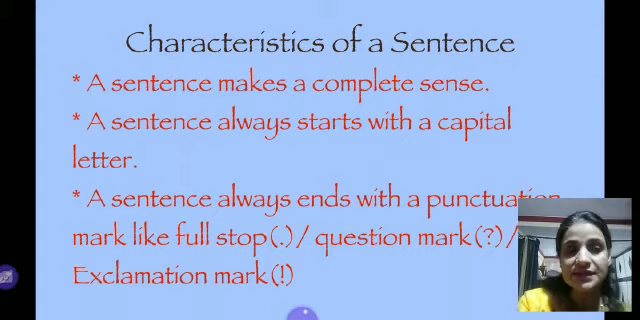 Characteristics of a Sentence
* A sentence makes a complete sense.
* A sentence always starts with a capital
letter.
* A sentence always ends with a punctuation
mark like full stop(.) / question mark(?) /
Exclamation mark(!)